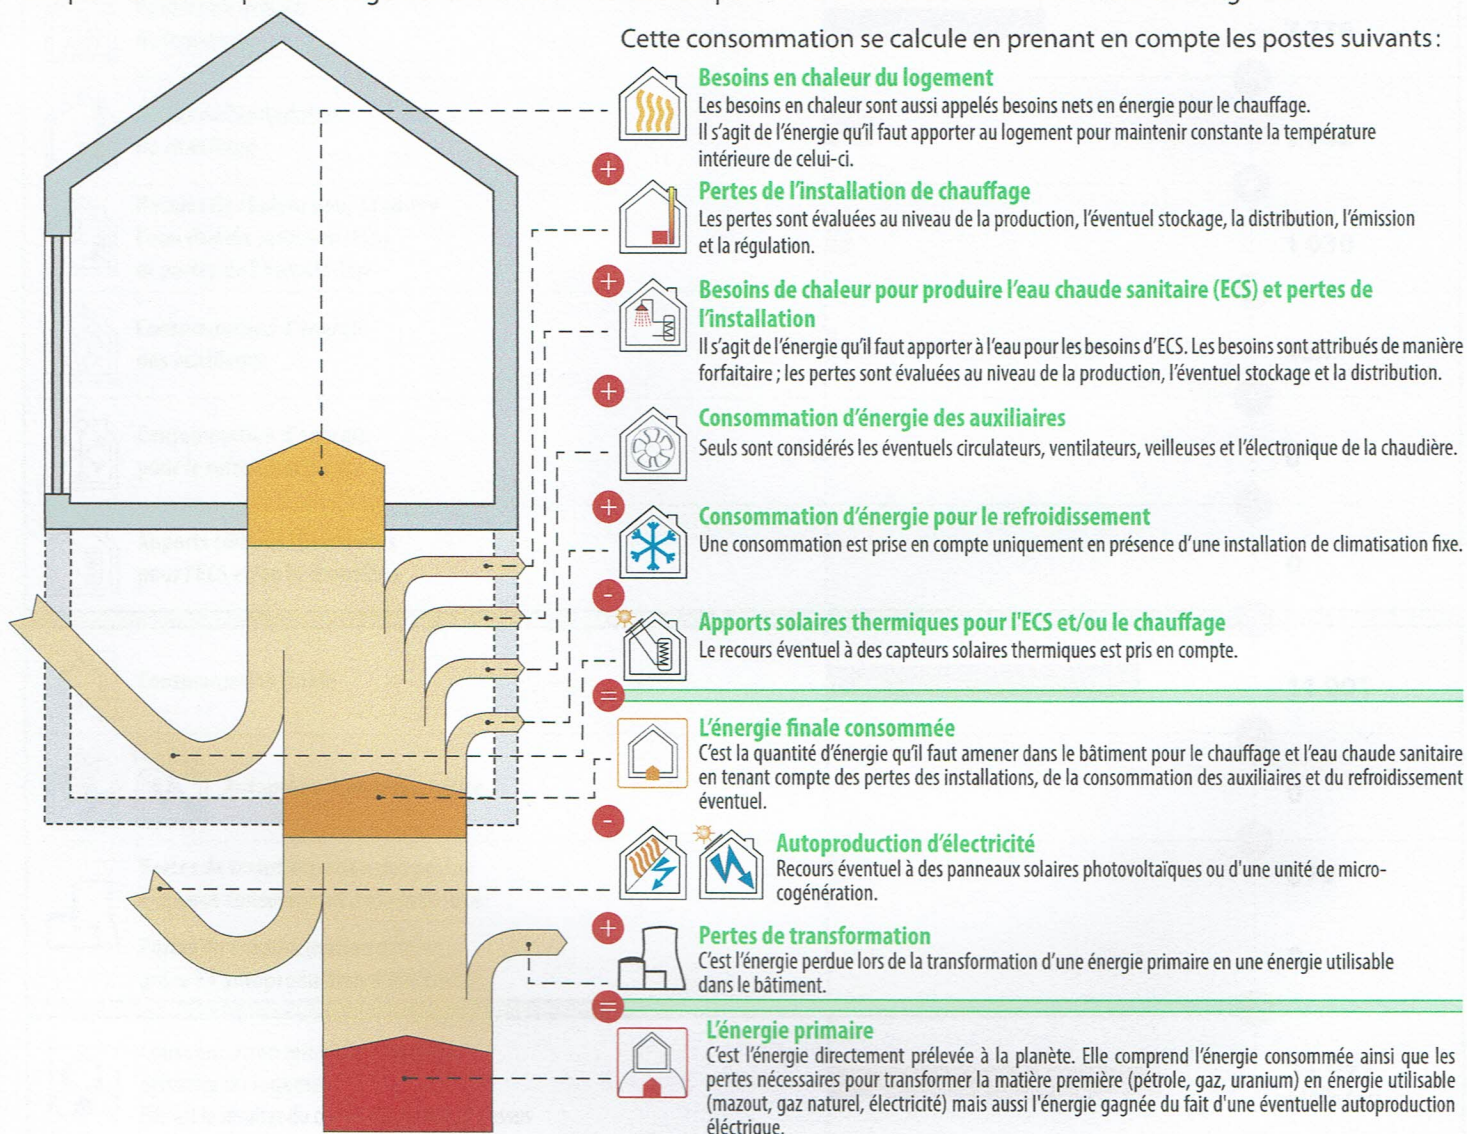 Cette consommation se calcule en prenant en compte les postes suivants :
Besoins en chaleur du logement
Les besoins en chaleur sont aussi appelés besoins nets en énergie pour le chauffage.
Il s'agit de l'énergie qu'il faut apporter au logement pour maintenir constante la température
intérieure de celui-ci.
+
Pertes de l'installation de chauffage
Les pertes sont évaluées au niveau de la production, l'éventuel stockage, la distribution, l'émission
et la régulation.
+
Besoins de chaleur pour produire l'eau chaude sanitaire (ECS) et pertes de
l'installation
Il s'agit de l'énergie qu'il faut apporter à l'eau pour les besoins d'ECS. Les besoins sont attribués de manière
forfaitaire ; les pertes sont évaluées au niveau de la production, l'éventuel stockage et la distribution.
+
Consommation d'énergie des auxiliaires
Seuls sont considérés les éventuels circulateurs, ventilateurs, veilleuses et l'électronique de la chaudière.
+
Consommation d'énergie pour le refroidissement
Une consommation est prise en compte uniquement en présence d'une installation de climatisation fixe.
-
Apports solaires thermiques pour l'ECS et/ou le chauffage
Le recours éventuel à des capteurs solaires thermiques est pris en compte.
=
L'énergie finale consommée
C'est la quantité d'énergie qu'il faut amener dans le bâtiment pour le chauffage et l'eau chaude sanitaire
en tenant compte des pertes des installations, de la consommation des auxiliaires et du refroidissement
éventuel.
-
Autoproduction d'électricité
Recours éventuel à des panneaux solaires photovoltaïques ou d'une unité de micro-
cogénération.
+
Pertes de transformation
C'est l'énergie perdue lors de la transformation d'une énergie primaire en une énergie utilisable
dans le bâtiment.
=
L'énergie primaire
C'est l'énergie directement prélevée à la planète. Elle comprend l'énergie consommée ainsi que les
pertes nécessaires pour transformer la matière première (pétrole, gaz, uranium) en énergie utilisable
(mazout, gaz naturel, électricité) mais aussi l'énergie gagnée du fait d'une éventuelle autoproduction
éléctrique.